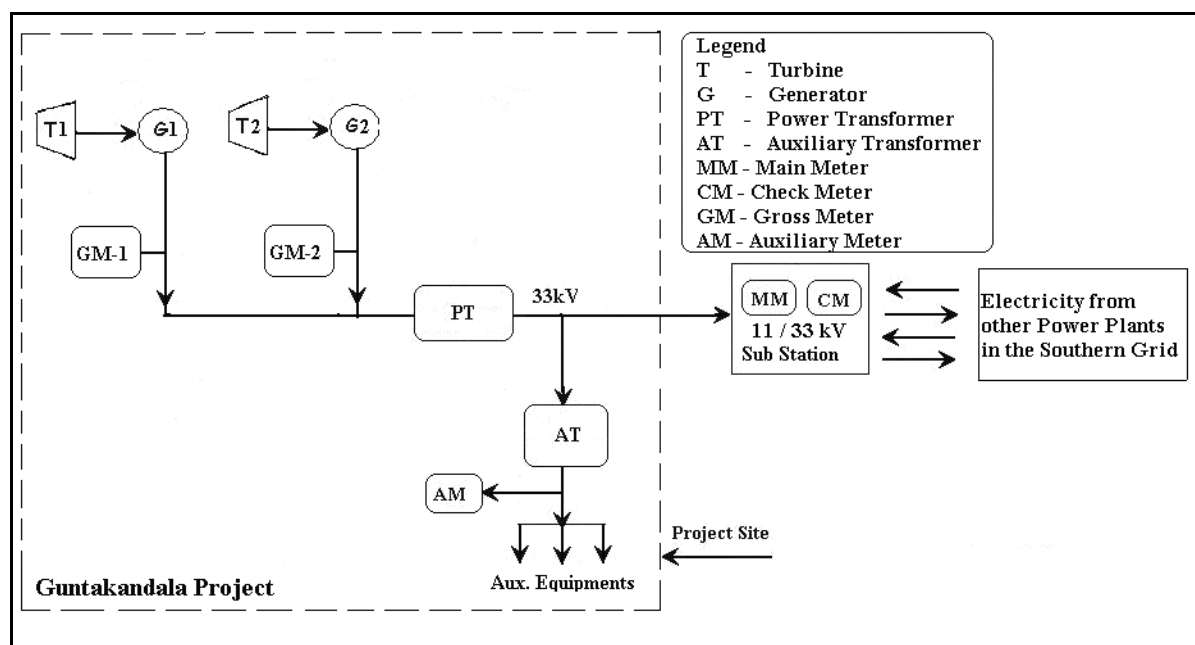 Legend
T - Turbine
G - Generator
PT - Power Transformer
AT - Auxiliary Transformer
MM - Main Meter
CM - Check Meter
GM - Gross Meter
AM - Auxiliary Meter
T1
G1
T2
G2
GM-1
GM-2
PT
33kV
MM
CM
11 / 33 kV
Sub Station
Electricity from
other Power Plants
in the Southern Grid
AT
AM
Aux. Equipments
Project Site
Guntakandala Project